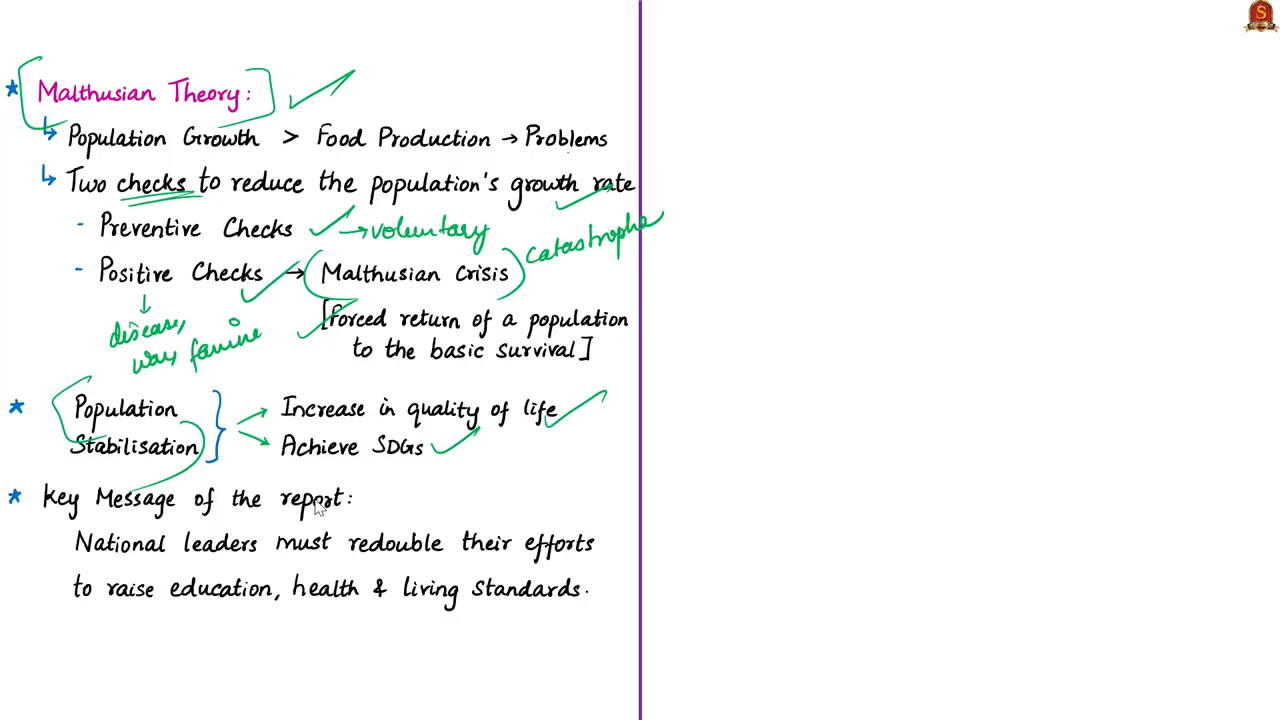 * Malthusian Theory:
↳ Population Growth > Food Production → Problems
↳ Two checks to reduce the population's growth rate
- Preventive Checks → voluntary
catastrophe
- Positive Checks → Malthusian Crisis
↓
disease,
war, famine
[Forced return of a population
to the basic survival]
* Population
Stabilisation } → Increase in quality of life
→ Achieve SDGs
* Key Message of the report:
National leaders must redouble their efforts
to raise education, health & living standards.
S